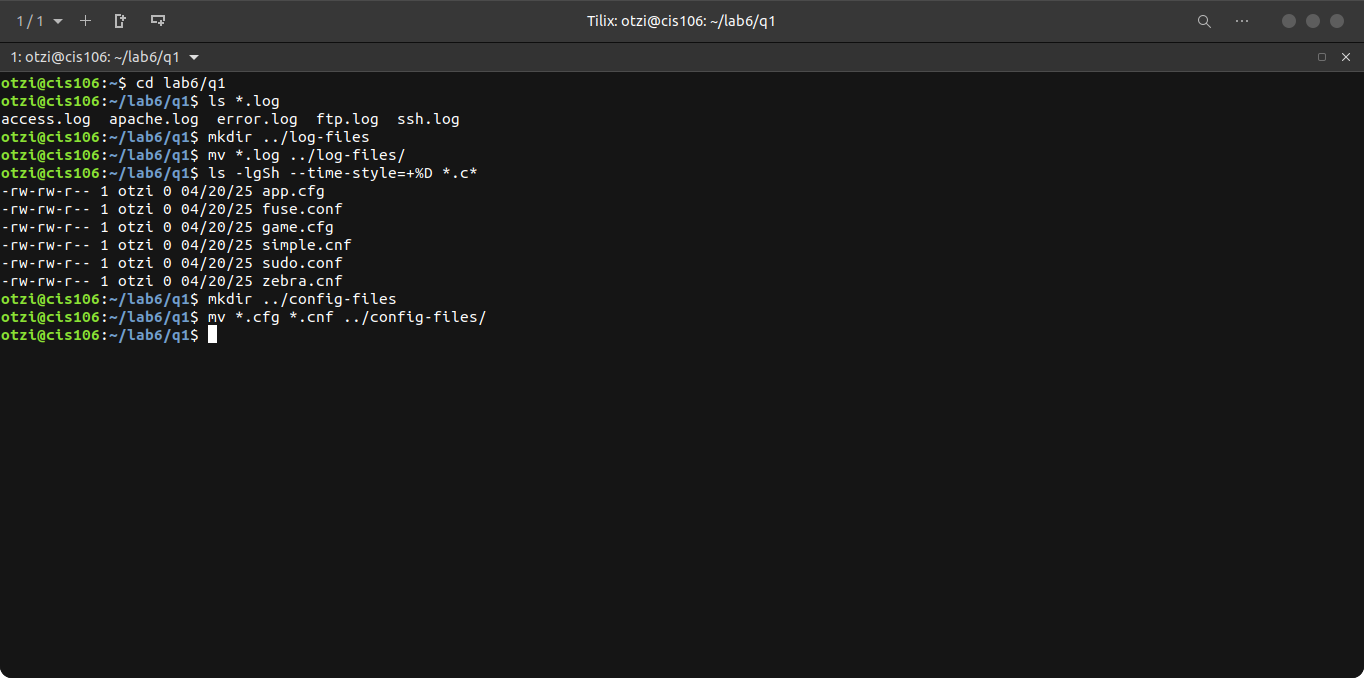 1 / 1
Tilix: otzi@cis106: ~/lab6/q1
1: otzi@cis106: ~/lab6/q1
otzi@cis106:~$ cd lab6/q1
otzi@cis106:~/lab6/q1$ ls *.log
access.log  apache.log  error.log  ftp.log  ssh.log
otzi@cis106:~/lab6/q1$ mkdir ../log-files
otzi@cis106:~/lab6/q1$ mv *.log ../log-files/
otzi@cis106:~/lab6/q1$ ls -lgSh --time-style=+%D *.c*
-rw-rw-r-- 1 otzi 0 04/20/25 app.cfg
-rw-rw-r-- 1 otzi 0 04/20/25 fuse.conf
-rw-rw-r-- 1 otzi 0 04/20/25 game.cfg
-rw-rw-r-- 1 otzi 0 04/20/25 simple.cnf
-rw-rw-r-- 1 otzi 0 04/20/25 sudo.conf
-rw-rw-r-- 1 otzi 0 04/20/25 zebra.cnf
otzi@cis106:~/lab6/q1$ mkdir ../config-files
otzi@cis106:~/lab6/q1$ mv *.cfg *.cnf ../config-files/
otzi@cis106:~/lab6/q1$